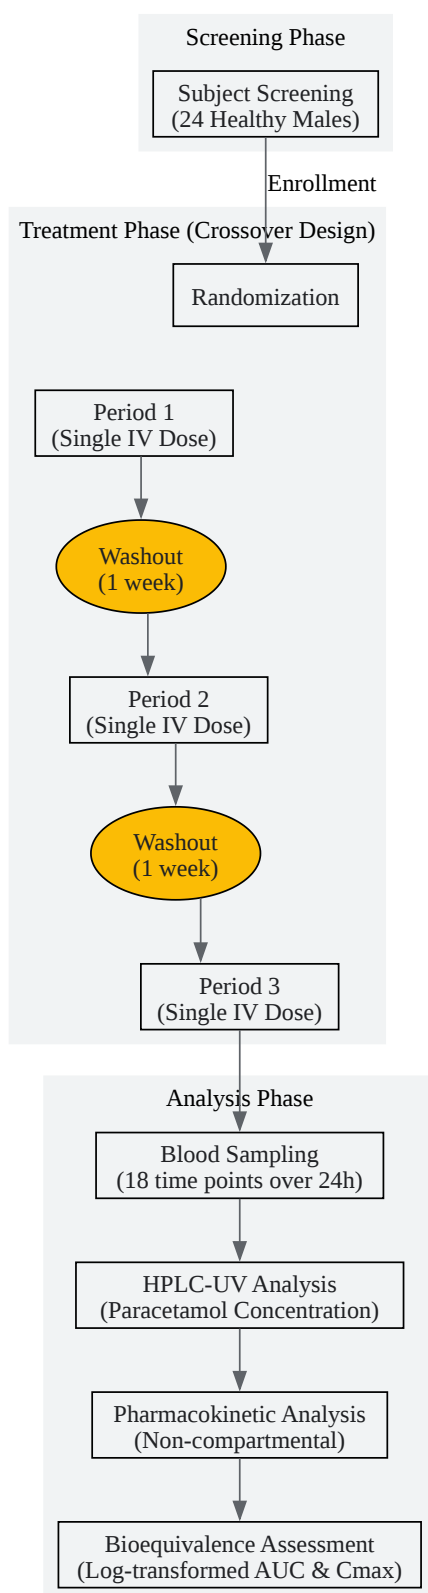 Screening Phase
Subject Screening
(24 Healthy Males)
Enrollment
Treatment Phase (Crossover Design)
Randomization
Period 1
(Single IV Dose)
Washout
(1 week)
Period 2
(Single IV Dose)
Washout
(1 week)
Period 3
(Single IV Dose)
Analysis Phase
Blood Sampling
(18 time points over 24h)
HPLC-UV Analysis
(Paracetamol Concentration)
Pharmacokinetic Analysis
(Non-compartmental)
Bioequivalence Assessment
(Log-transformed AUC & Cmax)